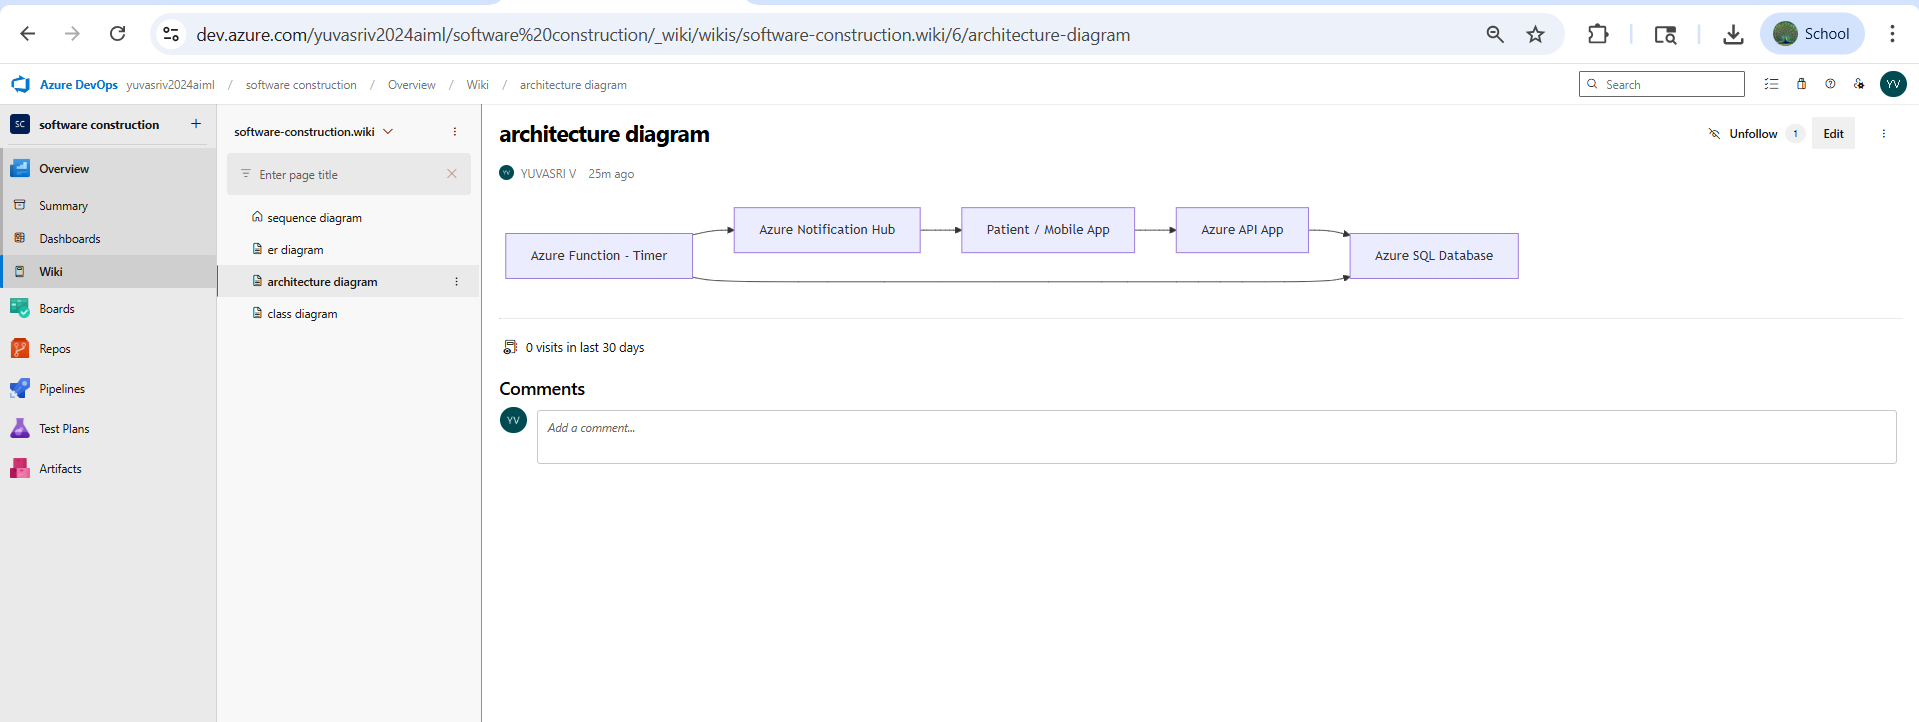 dev.azure.com/yuvasriv2024aiml/software%20construction/_wiki/wikis/software-construction.wiki/6/architecture-diagram
School
Azure DevOps yuvasriv2024aiml / software construction / Overview / Wiki / architecture diagram
Search
YV
SC software construction +
Overview
Summary
Dashboards
Wiki
Boards
Repos
Pipelines
Test Plans
Artifacts
software-construction.wiki
Enter page title
sequence diagram
er diagram
architecture diagram
class diagram
architecture diagram
Unfollow 1 Edit
YV YUVASRI V 25m ago
Azure Function - Timer
Azure Notification Hub
Patient / Mobile App
Azure API App
Azure SQL Database
0 visits in last 30 days
Comments
YV
Add a comment...